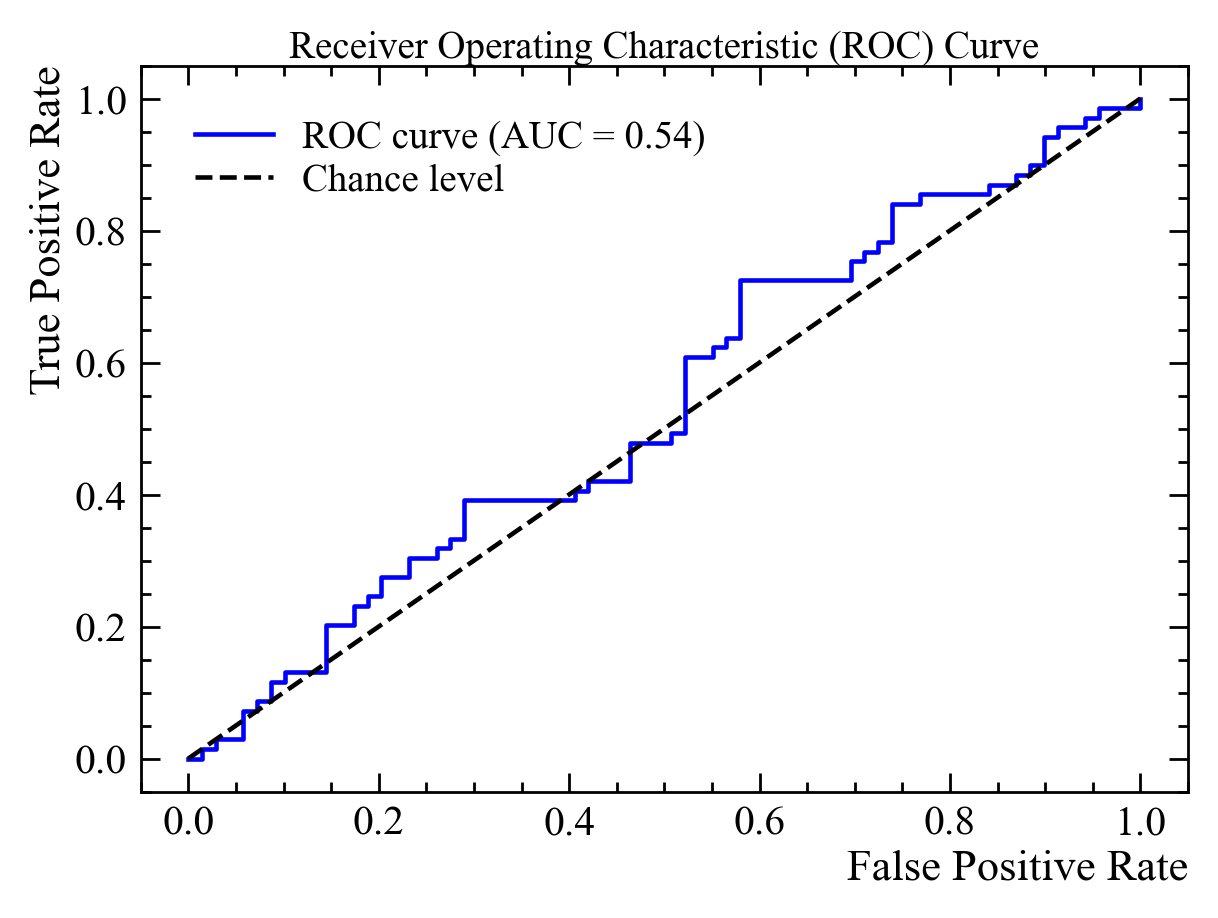 Receiver Operating Characteristic (ROC) Curve
True Positive Rate
1.0
0.8
0.6
0.4
0.2
0.0
ROC curve (AUC = 0.54)
Chance level
0.0 0.2 0.4 0.6 0.8 1.0
False Positive Rate